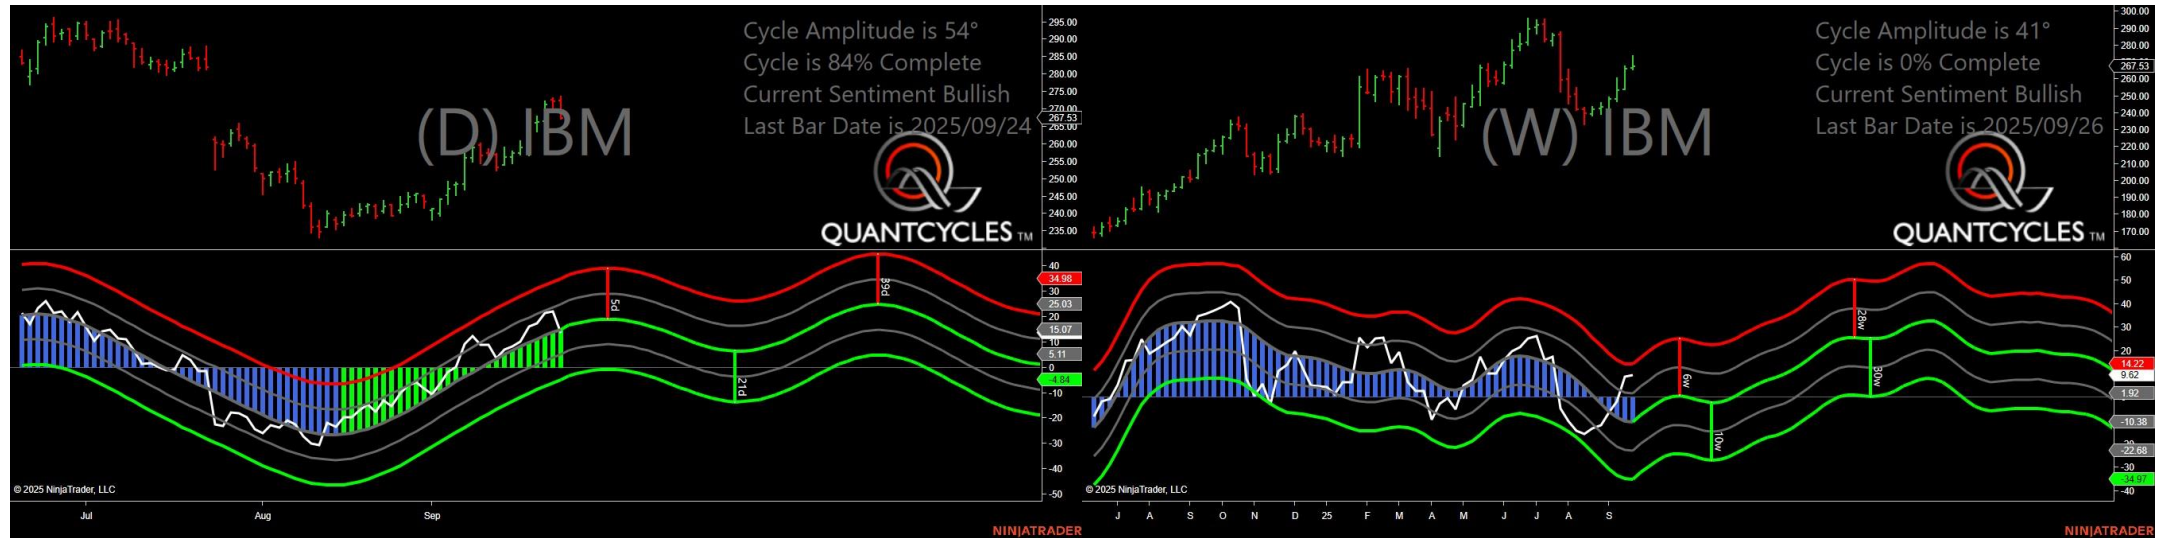 Cycle Amplitude is 54°
Cycle is 84% Complete
Current Sentiment Bullish
Last Bar Date is 2025/09/24
(D) IBM
QUANTCYCLES TM
295.00
290.00
285.00
280.00
275.00
270.00
267.53
265.00
260.00
255.00
250.00
245.00
240.00
235.00
40
34.98
30
25.03
20
15.07
10
5.11
0
-4.84
-10
-20
-30
-40
-50
5d
21d
39d
© 2025 NinjaTrader, LLC
Jul Aug Sep
NINJATRADER
Cycle Amplitude is 41°
Cycle is 0% Complete
Current Sentiment Bullish
Last Bar Date is 2025/09/26
(W) IBM
QUANTCYCLES TM
300.00
290.00
280.00
267.53
260.00
250.00
240.00
230.00
220.00
210.00
200.00
190.00
180.00
170.00
60
50
40
30
20
14.22
9.62
1.92
-10.38
-20
-22.68
-30
-34.97
-40
6w
10w
28w
30w
© 2025 NinjaTrader, LLC
J A S O N D 25 F M A M J J A S
NINJATRADER